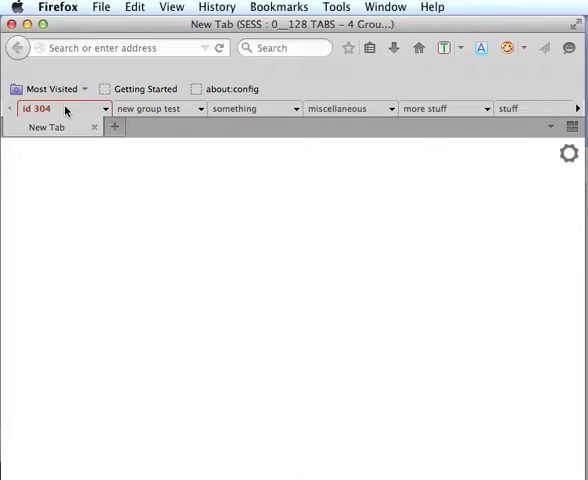 Firefox File Edit View History Bookmarks Tools Window Help
New Tab (SESS : 0__128 TABS – 4 Grou...)
Search or enter address Search T A
Most Visited Getting Started about:config
id 304 new group test something miscellaneous more stuff stuff
New Tab